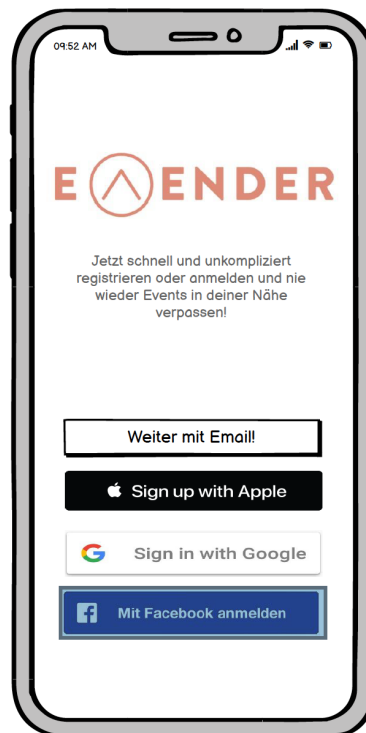 09:52 AM
E ENDER
Jetzt schnell und unkompliziert
registrieren oder anmelden und nie
wieder Events in deiner Nähe
verpassen!
Weiter mit Email!
Sign up with Apple
Sign in with Google
Mit Facebook anmelden